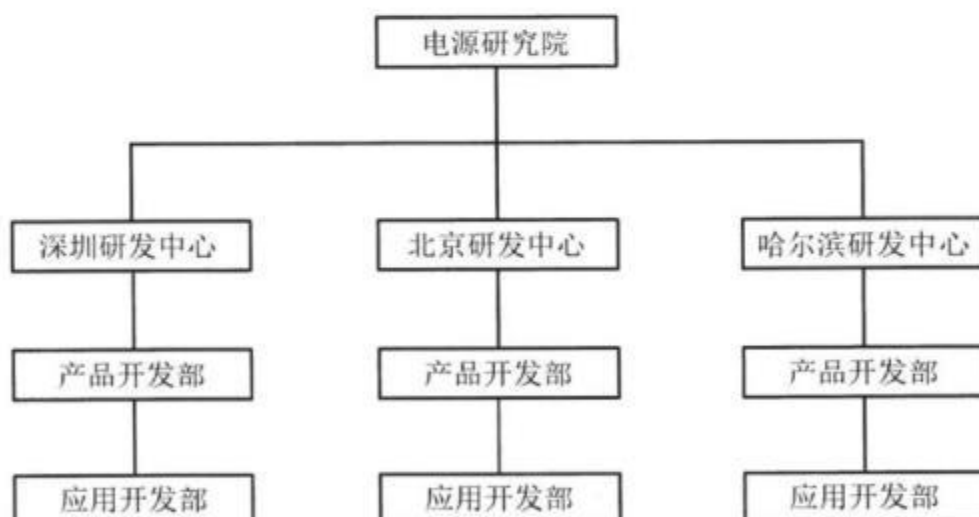 电源研究院
深圳研发中心
北京研发中心
哈尔滨研发中心
产品开发部
产品开发部
产品开发部
应用开发部
应用开发部
应用开发部